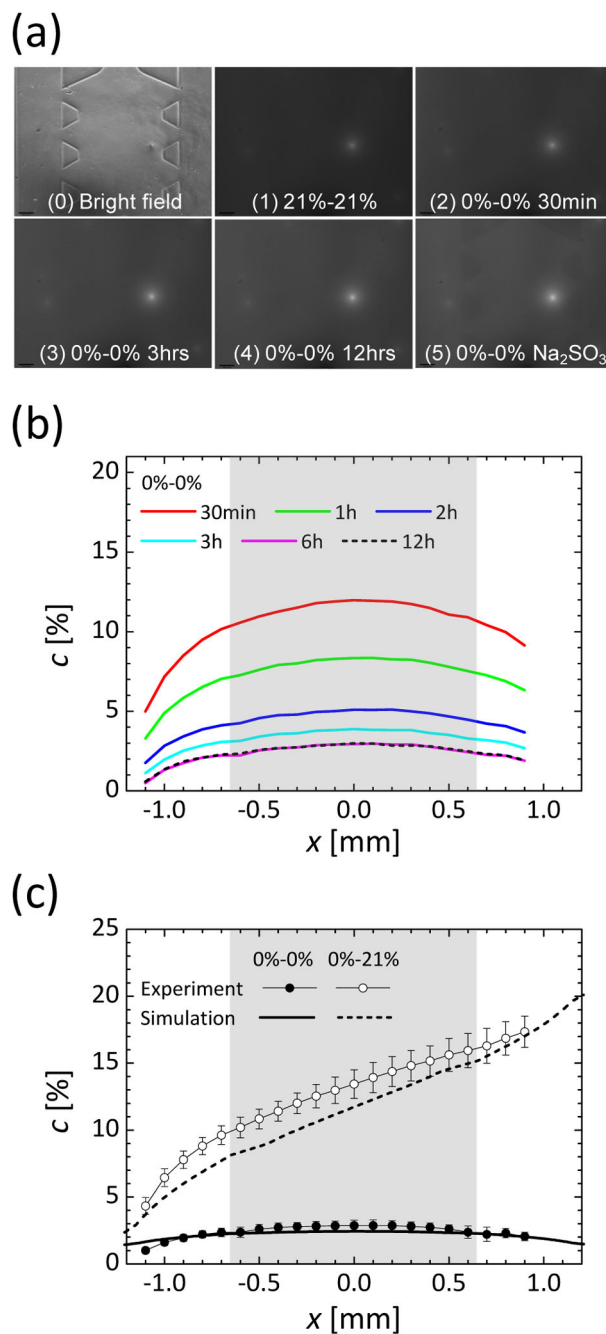 (a)
(0) Bright field
(1) 21%-21%
(2) 0%-0% 30min
(3) 0%-0% 3hrs
(4) 0%-0% 12hrs
(5) 0%-0% Na₂SO₃
(b)
0%-0%
30min 1h 2h
3h 6h 12h
20
15
10
5
0
c [%]
-1.0 -0.5 0.0 0.5 1.0
x [mm]
(c)
0%-0% 0%-21%
Experiment
Simulation
25
20
15
10
5
0
c [%]
-1.0 -0.5 0.0 0.5 1.0
x [mm]